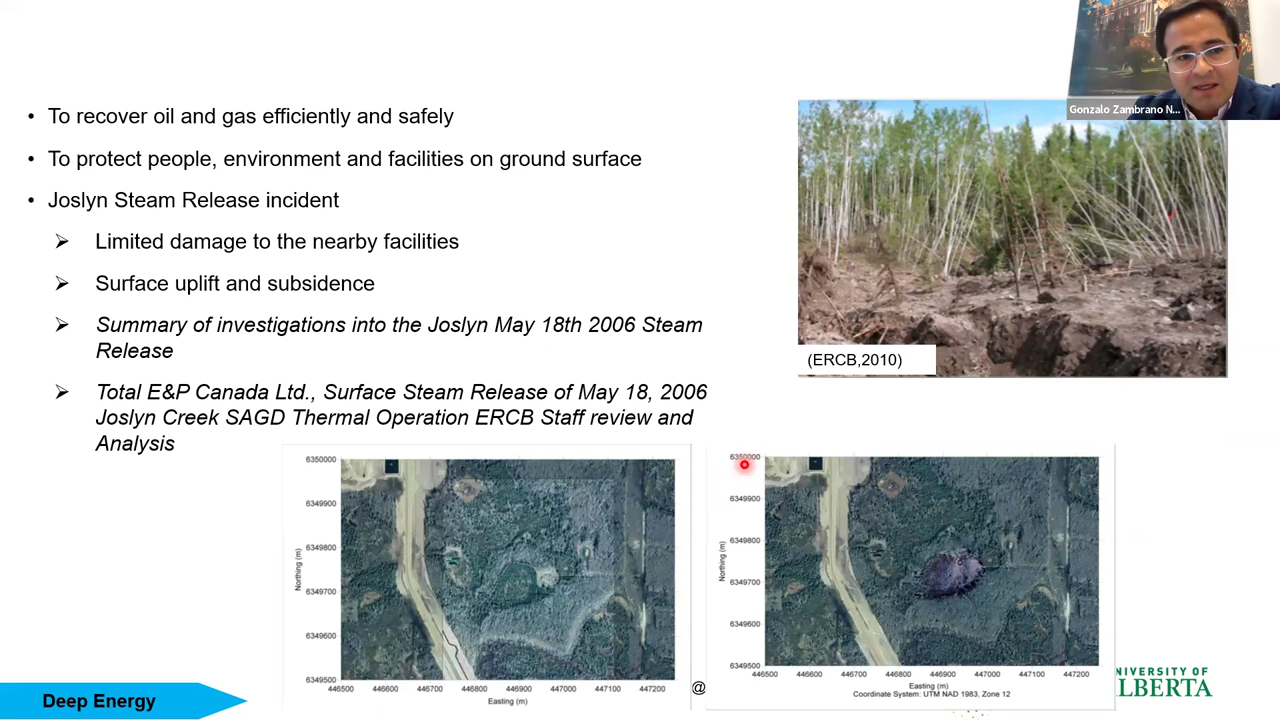 Gonzalo Zambrano N...
• To recover oil and gas efficiently and safely
• To protect people, environment and facilities on ground surface
• Joslyn Steam Release incident
➢ Limited damage to the nearby facilities
➢ Surface uplift and subsidence
➢ Summary of investigations into the Joslyn May 18th 2006 Steam
Release
➢ Total E&P Canada Ltd., Surface Steam Release of May 18, 2006
Joslyn Creek SAGD Thermal Operation ERCB Staff review and
Analysis
(ERCB,2010)
6350000
6349900
6349800
6349700
6349600
6349500
Northing (m)
446500 446600 446700 446800 446900 447000 447100 447200
Easting (m)
6350000
6349900
6349800
6349700
6349600
6349500
Northing (m)
446500 446600 446700 446800 446900 447000 447100 447200
Easting (m)
Coordinate System: UTM NAD 1983, Zone 12
@
NIVERSITY OF
LBERTA
Deep Energy